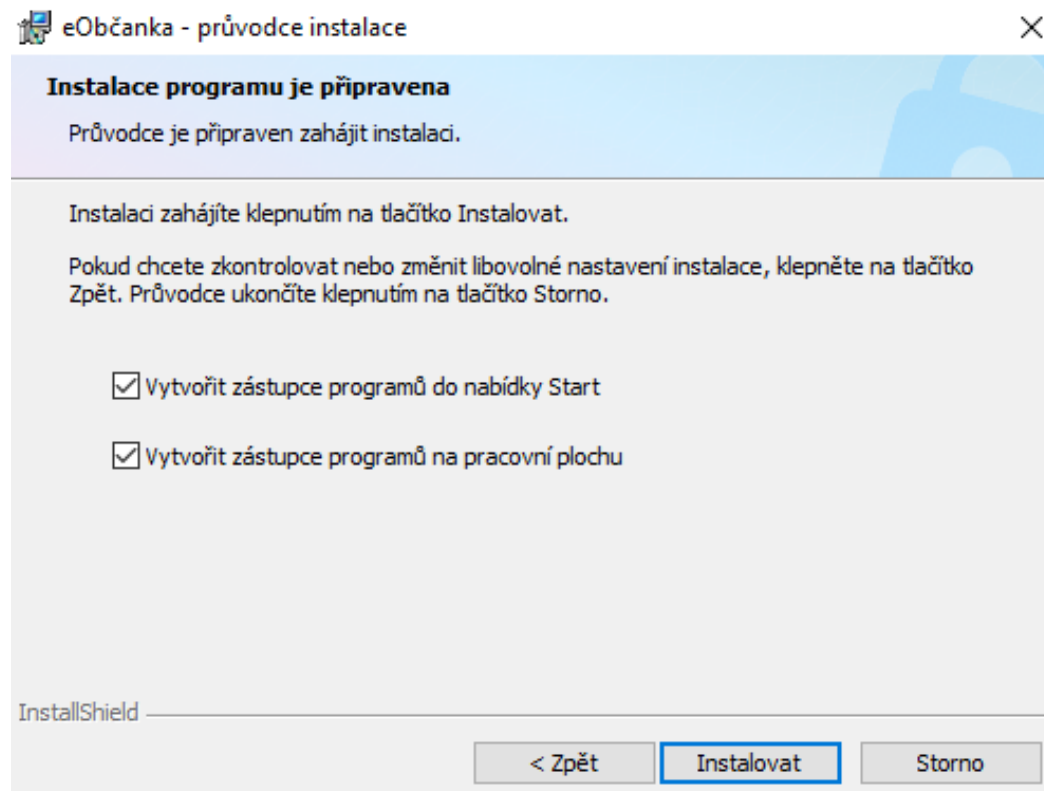 eObčanka - průvodce instalace
Instalace programu je připravena
Průvodce je připraven zahájit instalaci.
Instalaci zahájíte klepnutím na tlačítko Instalovat.
Pokud chcete zkontrolovat nebo změnit libovolné nastavení instalace, klepněte na tlačítko
Zpět. Průvodce ukončíte klepnutím na tlačítko Storno.
Vytvořit zástupce programů do nabídky Start
Vytvořit zástupce programů na pracovní plochu
InstallShield
< Zpět
Instalovat
Storno